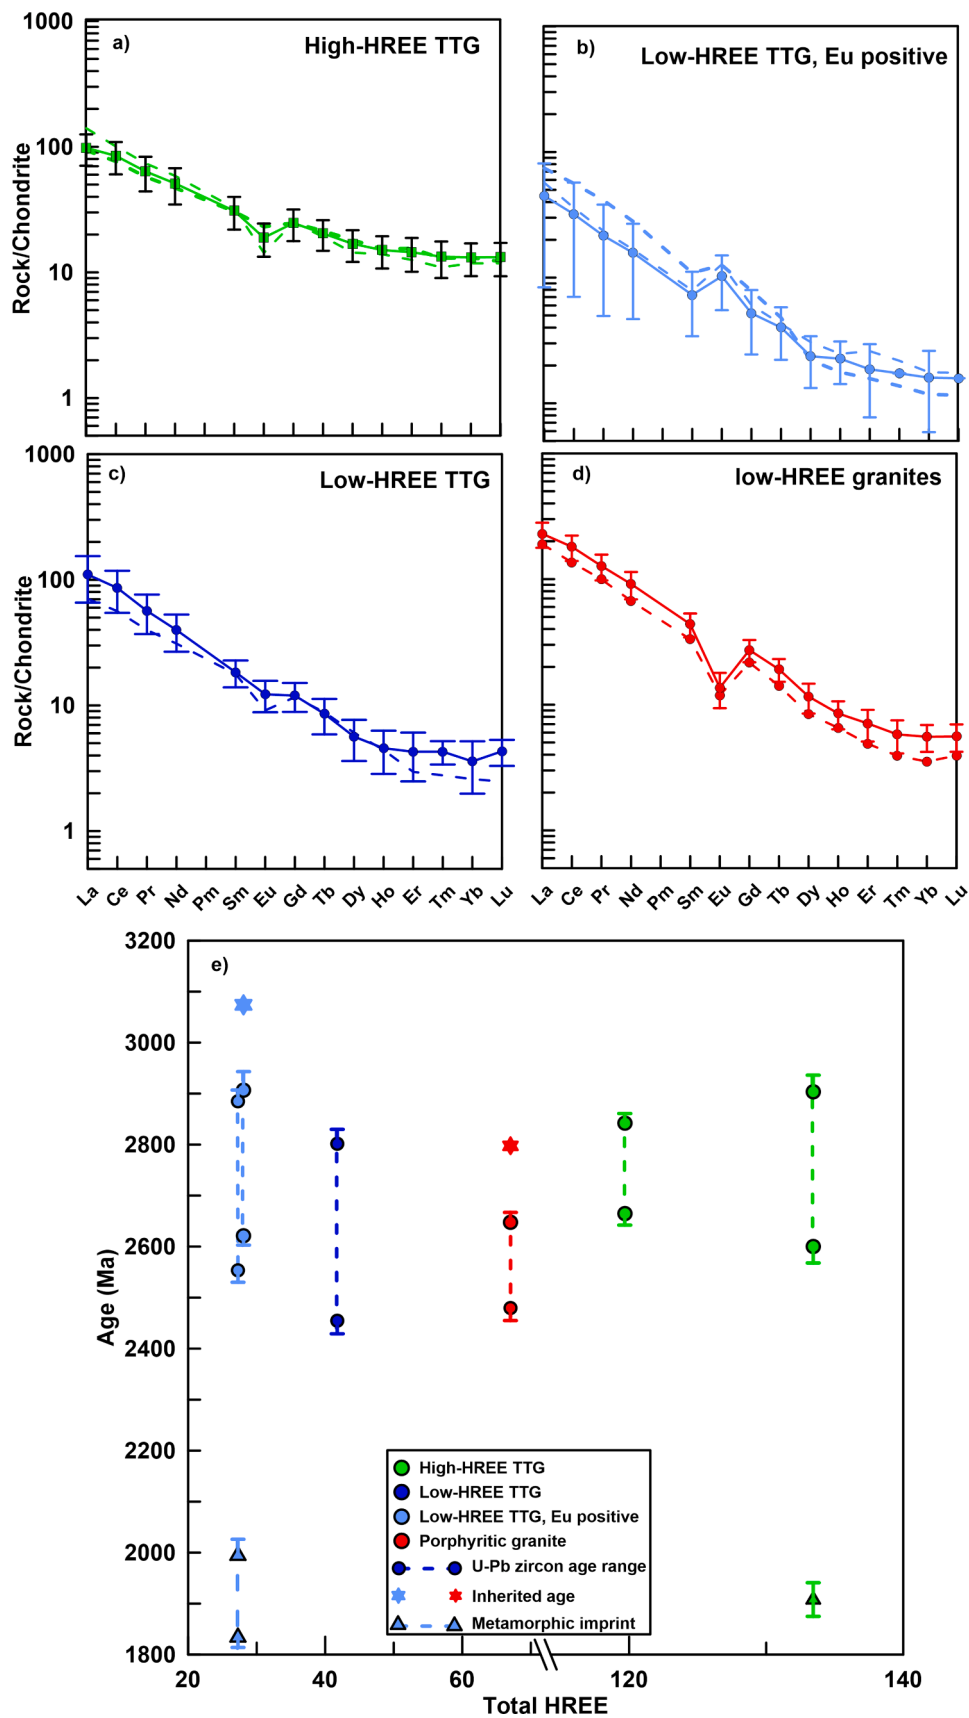 1000
100
10
1
Rock/Chondrite
a)
High-HREE TTG
b)
Low-HREE TTG, Eu positive
1000
100
10
1
Rock/Chondrite
c)
Low-HREE TTG
d)
low-HREE granites
La Ce Pr Nd Pm Sm Eu Gd Tb Dy Ho Er Tm Yb Lu
La Ce Pr Nd Pm Sm Eu Gd Tb Dy Ho Er Tm Yb Lu
e)
3200
3000
2800
2600
2400
2200
2000
1800
Age (Ma)
High-HREE TTG
Low-HREE TTG
Low-HREE TTG, Eu positive
Porphyritic granite
U-Pb zircon age range
Inherited age
Metamorphic imprint
20 40 60 120 140
Total HREE